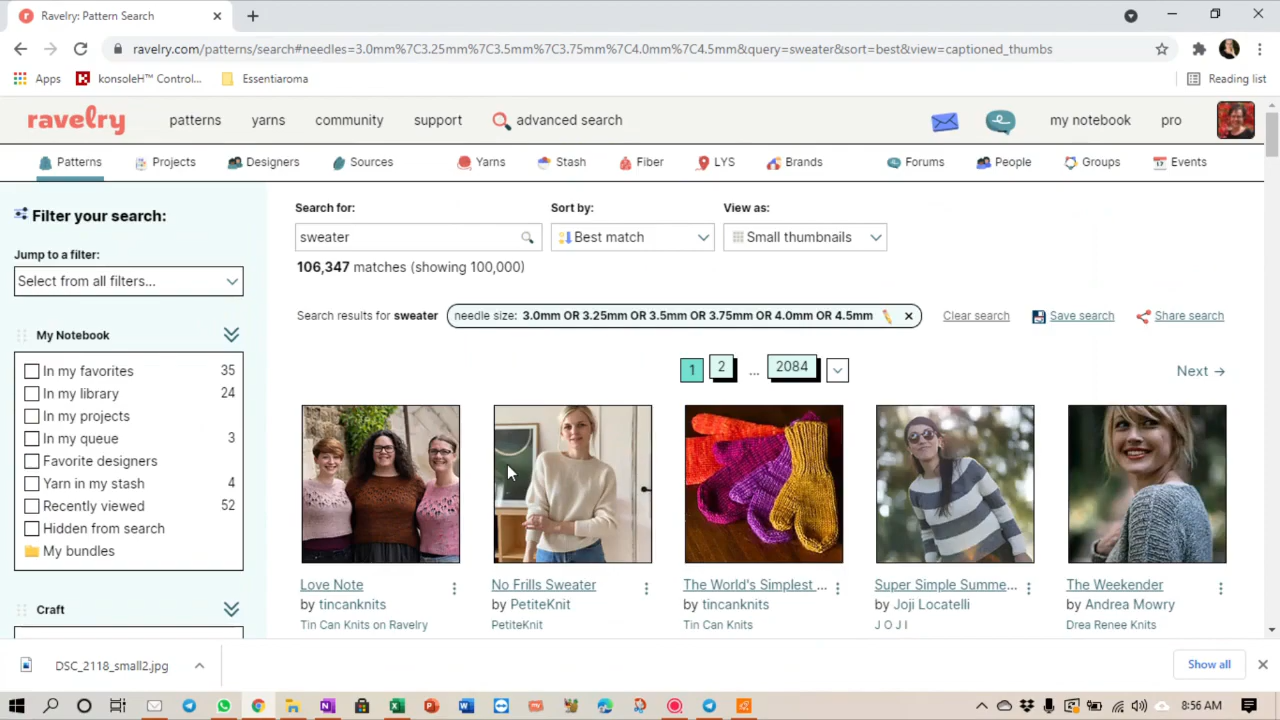 Ravelry: Pattern Search
ravelry.com/patterns/search#needles=3.0mm%7C3.25mm%7C3.5mm%7C3.75mm%7C4.0mm%7C4.5mm&query=sweater&sort=best&view=captioned_thumbs
Apps konsoleH™ Control... Essentiaroma Reading list
ravelry patterns yarns community support advanced search my notebook pro
Patterns Projects Designers Sources Yarns Stash Fiber LYS Brands Forums People Groups Events
Filter your search:
Jump to a filter:
Select from all filters...
My Notebook
In my favorites 35
In my library 24
In my projects
In my queue 3
Favorite designers
Yarn in my stash 4
Recently viewed 52
Hidden from search
My bundles
Craft
Search for: Sort by: View as:
sweater Best match Small thumbnails
106,347 matches (showing 100,000)
Search results for sweater needle size: 3.0mm OR 3.25mm OR 3.5mm OR 3.75mm OR 4.0mm OR 4.5mm Clear search Save search Share search
1 2 ... 2084 Next →
Love Note
by tincanknits
Tin Can Knits on Ravelry
No Frills Sweater
by PetiteKnit
PetiteKnit
The World's Simplest ...
by tincanknits
Tin Can Knits
Super Simple Summe...
by Joji Locatelli
J O J I
The Weekender
by Andrea Mowry
Drea Renee Knits
DSC_2118_small2.jpg Show all
8:56 AM